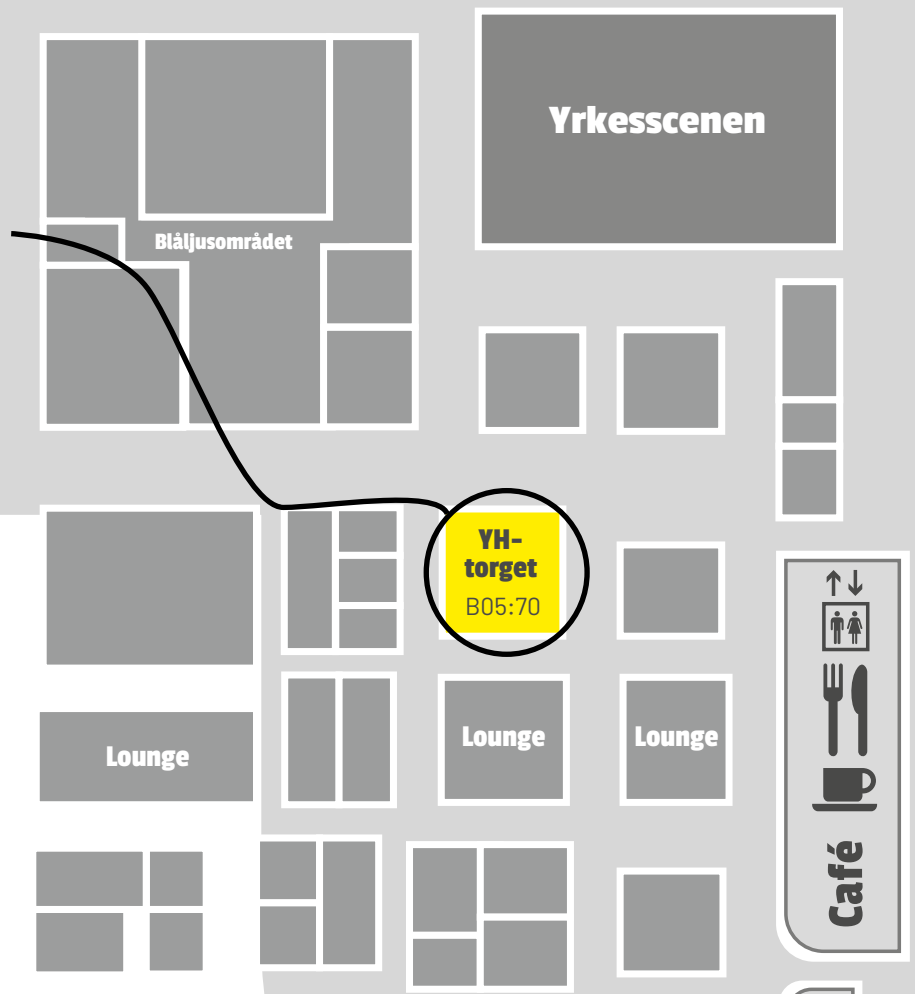 Yrkesscenen
Blåljusområdet
YH-
torget
B05:70
Lounge
Lounge
Lounge
Café